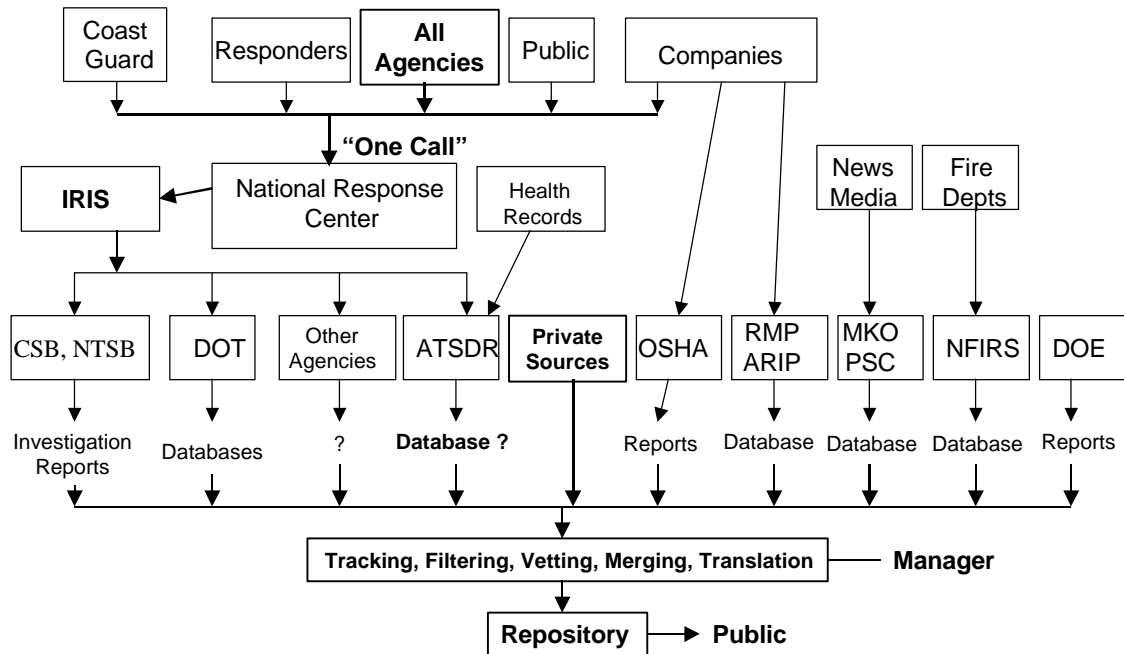 Coast
Guard
Responders
All
Agencies
Public
Companies
“One Call”
IRIS
National Response
Center
Health
Records
News
Media
Fire
Depts
CSB, NTSB
DOT
Other
Agencies
ATSDR
Private
Sources
OSHA
RMP
ARIP
MKO
PSC
NFIRS
DOE
Investigation
Reports
Databases
?
Database ?
Reports
Database
Database
Database
Reports
Tracking, Filtering, Vetting, Merging, Translation
Manager
Repository
Public